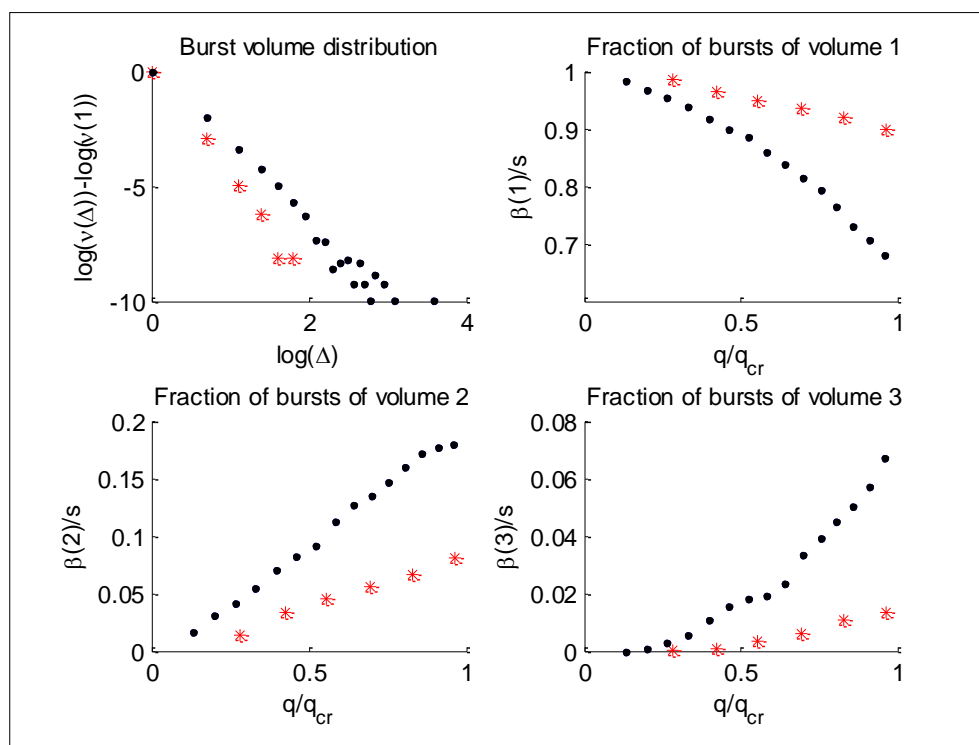 Burst volume distribution
0
-5
-10
0
2
4
log(ν(Δ))-log(ν(1))
log(Δ)
Fraction of bursts of volume 1
1
0.9
0.8
0.7
0
0.5
1
β(1)/s
q/q_cr
Fraction of bursts of volume 2
0.2
0.15
0.1
0.05
0
0
0.5
1
β(2)/s
q/q_cr
Fraction of bursts of volume 3
0.08
0.06
0.04
0.02
0
0
0.5
1
β(3)/s
q/q_cr